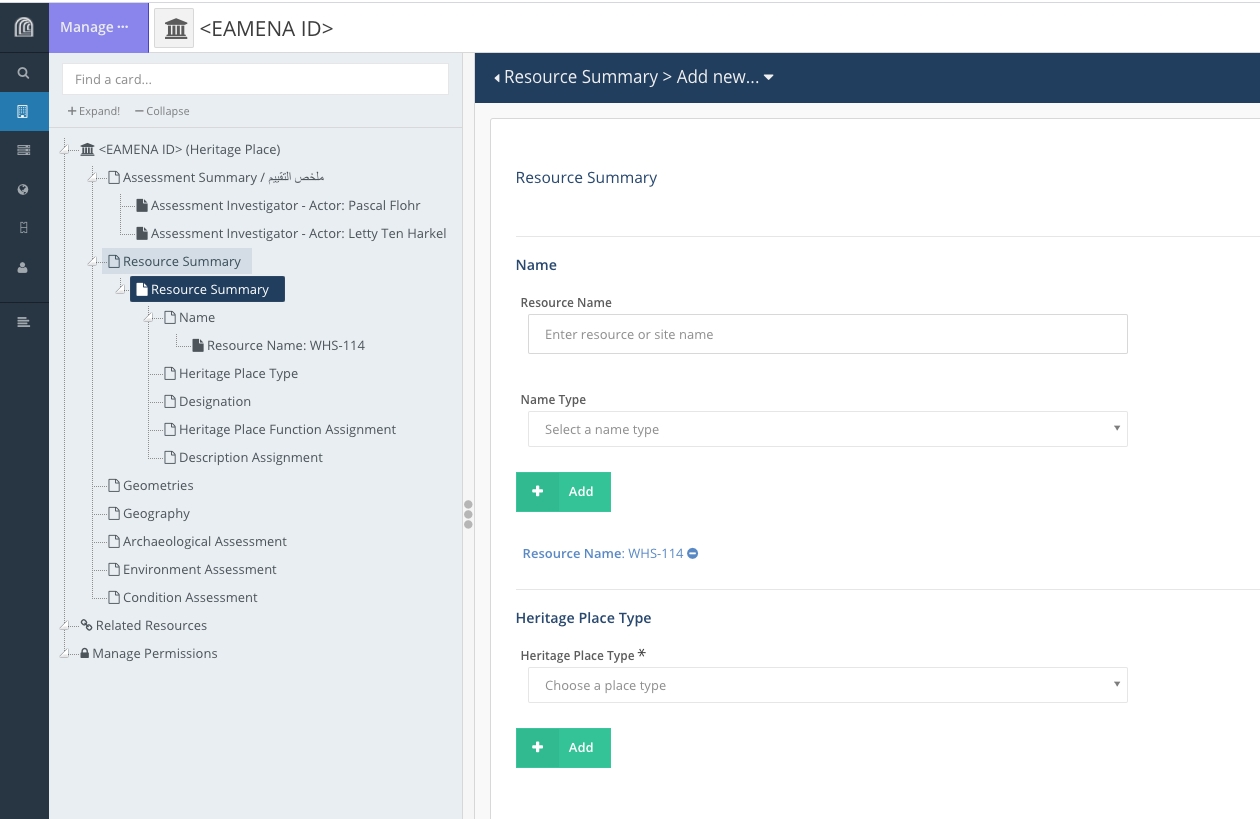 Manage ···
<EAMENA ID>
Find a card...
+ Expand! − Collapse
<EAMENA ID> (Heritage Place)
Assessment Summary / ملخص التقييم
Assessment Investigator - Actor: Pascal Flohr
Assessment Investigator - Actor: Letty Ten Harkel
Resource Summary
Resource Summary
Name
Resource Name: WHS-114
Heritage Place Type
Designation
Heritage Place Function Assignment
Description Assignment
Geometries
Geography
Archaeological Assessment
Environment Assessment
Condition Assessment
Related Resources
Manage Permissions
Resource Summary > Add new...
Resource Summary
Name
Resource Name
Enter resource or site name
Name Type
Select a name type
+ Add
Resource Name: WHS-114
Heritage Place Type
Heritage Place Type *
Choose a place type
+ Add